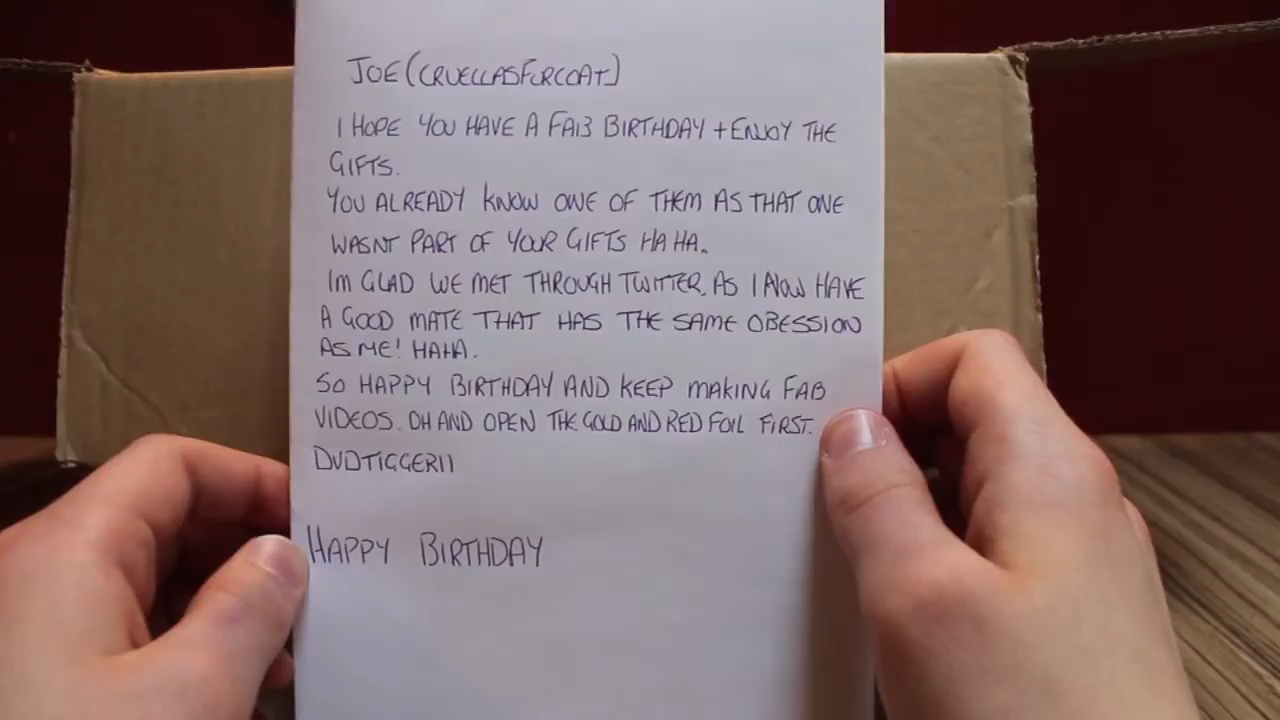 JOE (CRUELLASFURCOAT)
I HOPE YOU HAVE A FAB BIRTHDAY + ENJOY THE
GIFTS.
YOU ALREADY KNOW ONE OF THEM AS THAT ONE
WASNT PART OF YOUR GIFTS HA HA.
IM GLAD WE MET THROUGH TWITTER, AS I NOW HAVE
A GOOD MATE THAT HAS THE SAME OBESSION
AS ME! HAHA.
SO HAPPY BIRTHDAY AND KEEP MAKING FAB
VIDEOS. OH AND OPEN THE GOLD AND RED FOIL FIRST.
DVDTIGGER11
HAPPY BIRTHDAY